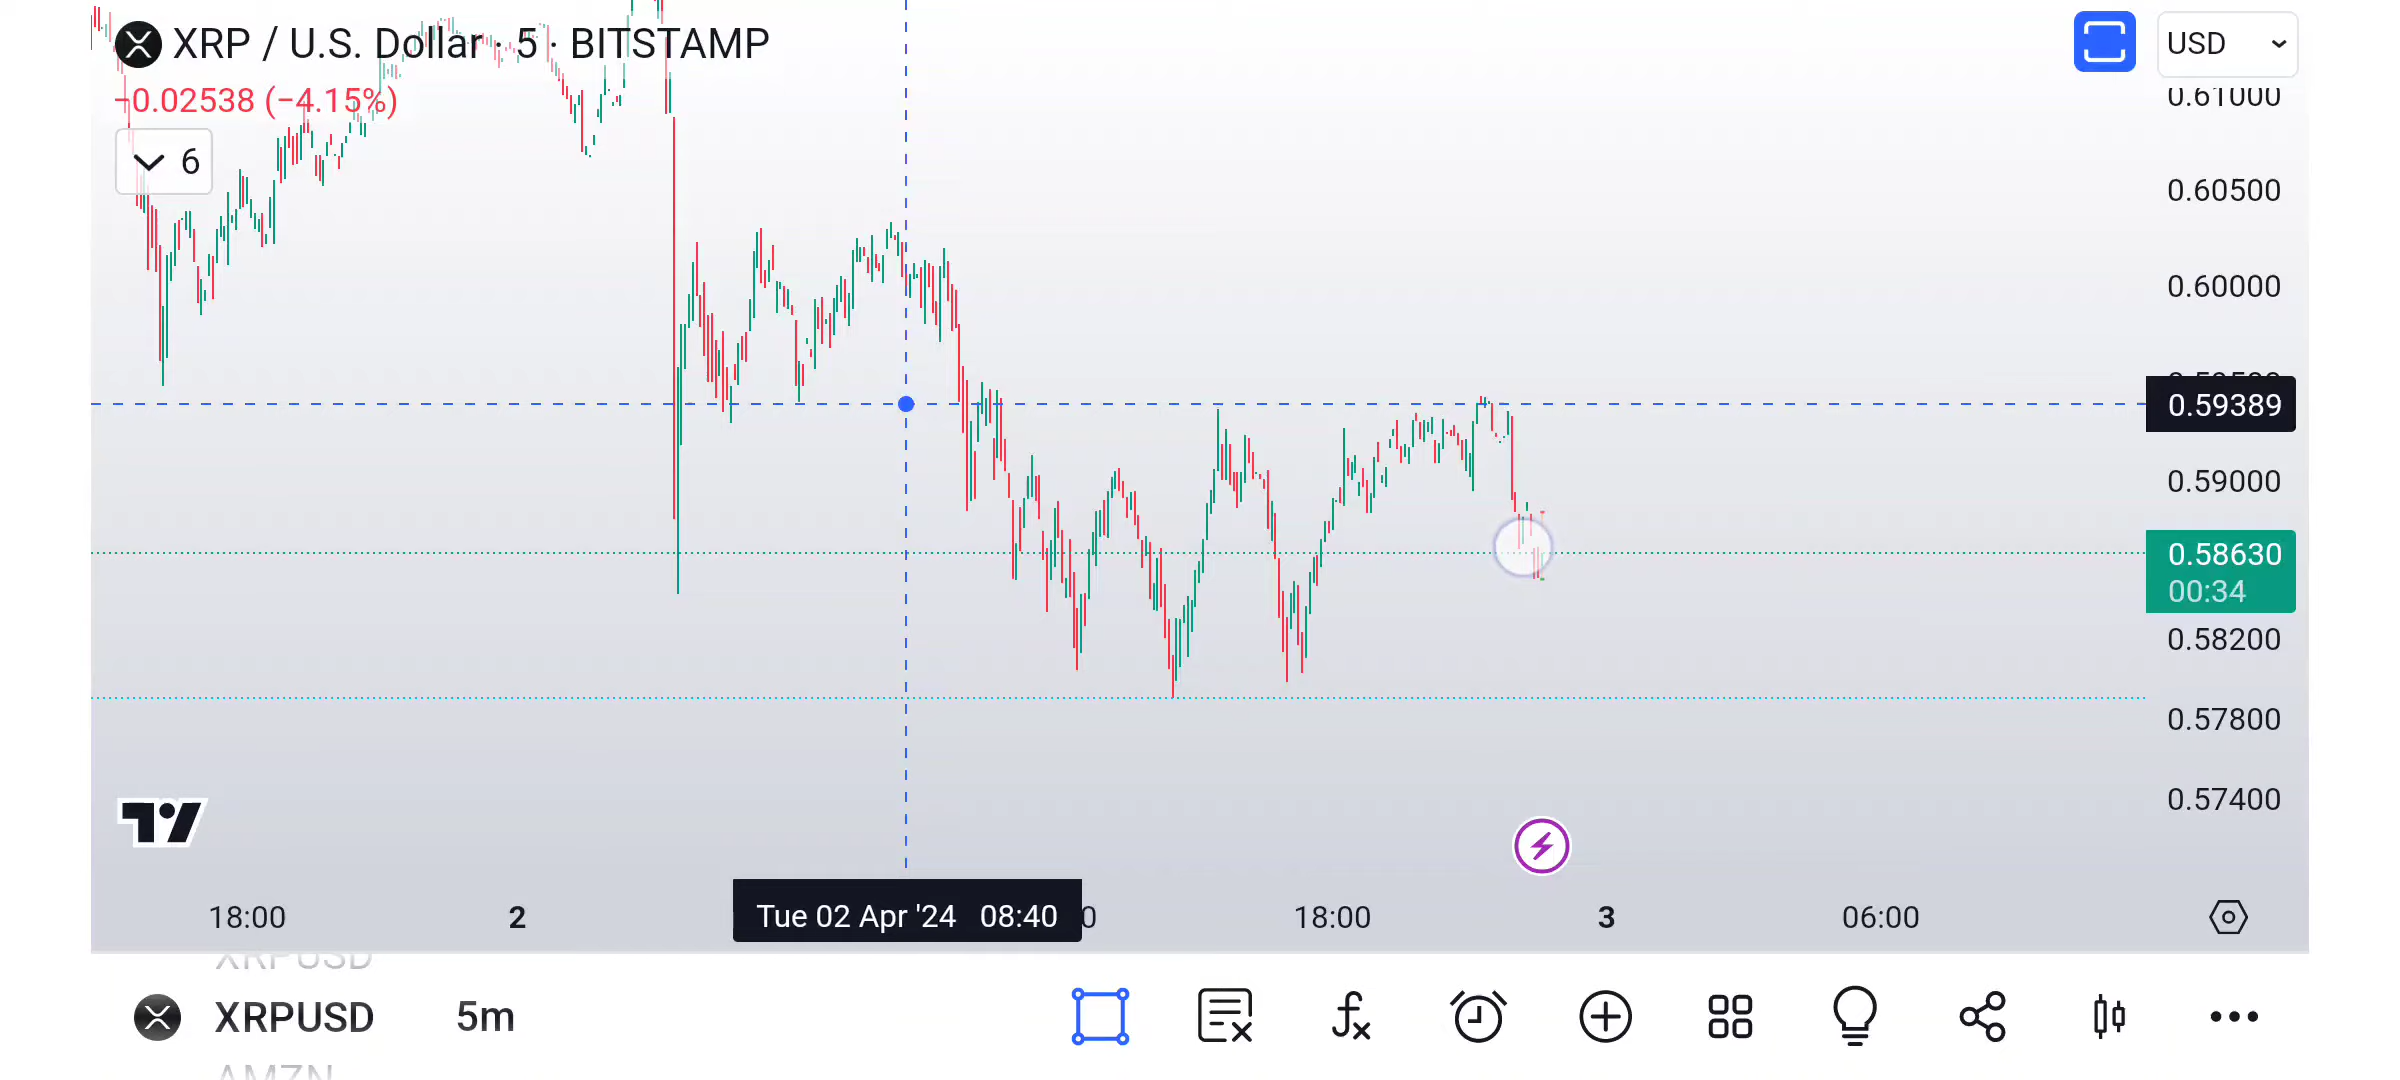 XRP / U.S. Dollar · 5 · BITSTAMP
−0.02538 (−4.15%)
6
USD
0.61000
0.60500
0.60000
0.59389
0.59000
0.58630
00:34
0.58200
0.57800
0.57400
18:00
2
Tue 02 Apr '24 08:40
18:00
3
06:00
XRPUSD
XRPUSD
5m
AMZN